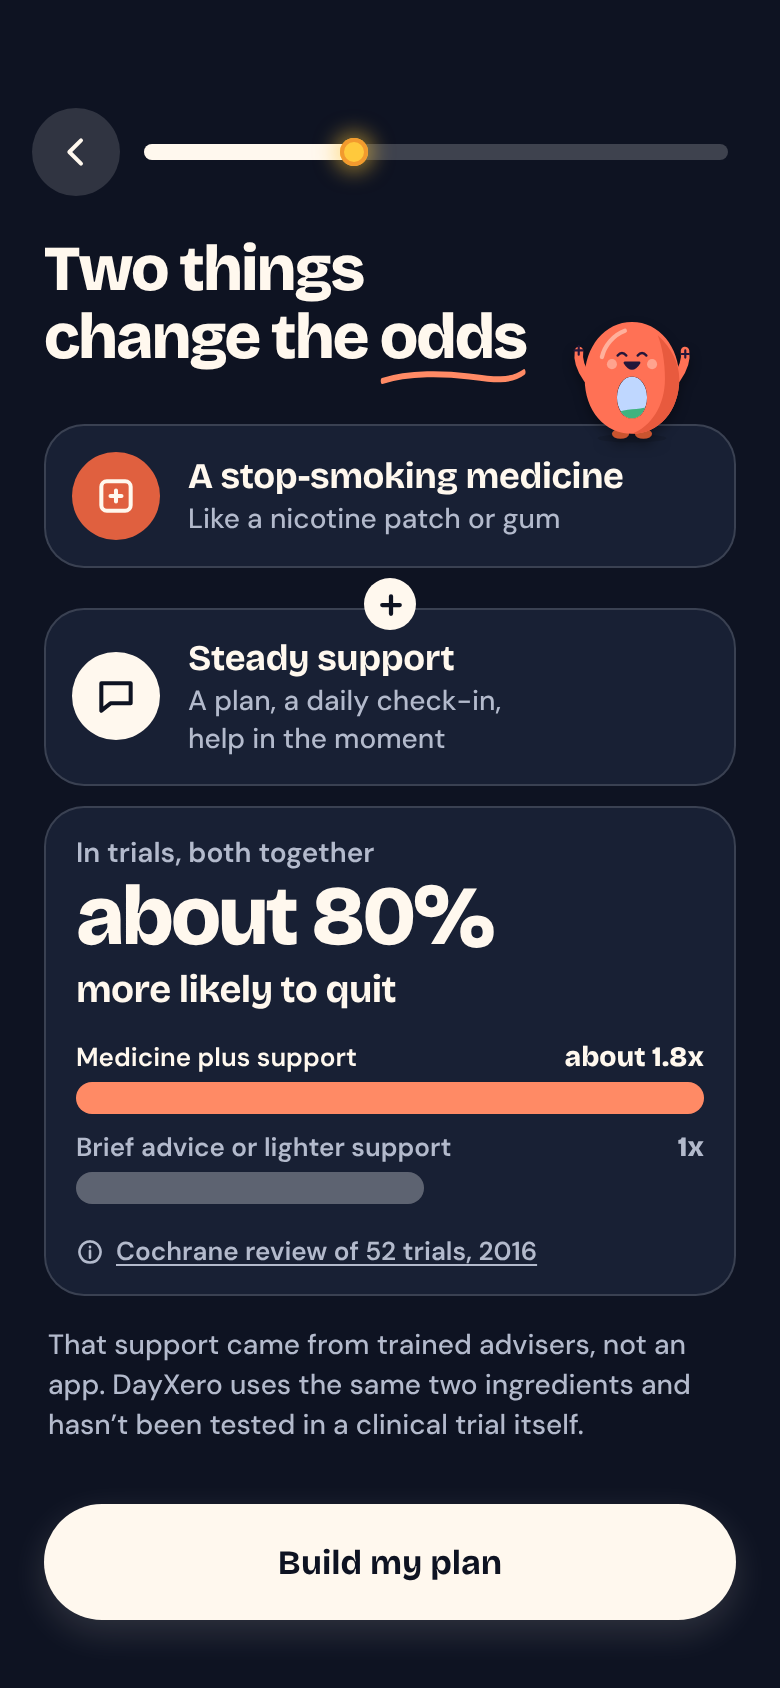 Two things
change the odds
A stop-smoking medicine
Like a nicotine patch or gum
Steady support
A plan, a daily check-in,
help in the moment
In trials, both together
about 80%
more likely to quit
Medicine plus support about 1.8x
Brief advice or lighter support 1x
Cochrane review of 52 trials, 2016
That support came from trained advisers, not an
app. DayXero uses the same two ingredients and
hasn't been tested in a clinical trial itself.
Build my plan